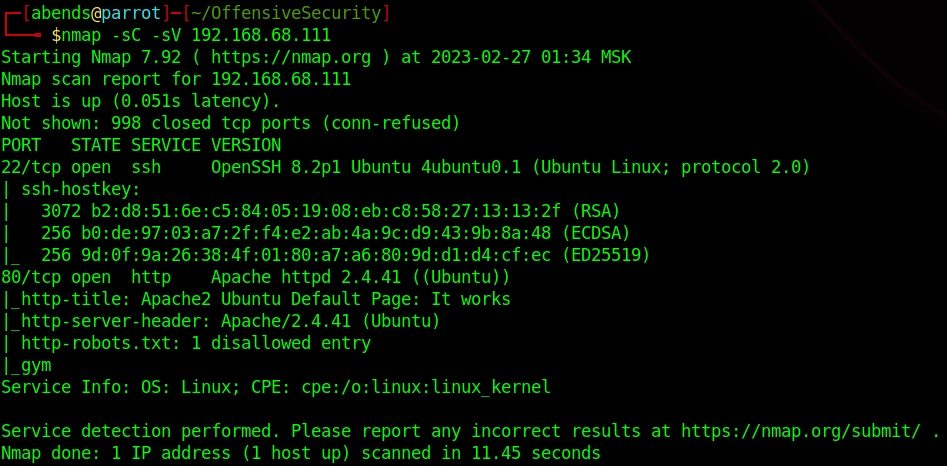 ┌─[abends@parrot]─[~/OffensiveSecurity]
└──╼ $nmap -sC -sV 192.168.68.111
Starting Nmap 7.92 ( https://nmap.org ) at 2023-02-27 01:34 MSK
Nmap scan report for 192.168.68.111
Host is up (0.051s latency).
Not shown: 998 closed tcp ports (conn-refused)
PORT   STATE SERVICE VERSION
22/tcp open  ssh     OpenSSH 8.2p1 Ubuntu 4ubuntu0.1 (Ubuntu Linux; protocol 2.0)
| ssh-hostkey:
|   3072 b2:d8:51:6e:c5:84:05:19:08:eb:c8:58:27:13:13:2f (RSA)
|   256 b0:de:97:03:a7:2f:f4:e2:ab:4a:9c:d9:43:9b:8a:48 (ECDSA)
|_  256 9d:0f:9a:26:38:4f:01:80:a7:a6:80:9d:d1:d4:cf:ec (ED25519)
80/tcp open  http    Apache httpd 2.4.41 ((Ubuntu))
|_http-title: Apache2 Ubuntu Default Page: It works
|_http-server-header: Apache/2.4.41 (Ubuntu)
| http-robots.txt: 1 disallowed entry
|_gym
Service Info: OS: Linux; CPE: cpe:/o:linux:linux_kernel

Service detection performed. Please report any incorrect results at https://nmap.org/submit/ .
Nmap done: 1 IP address (1 host up) scanned in 11.45 seconds